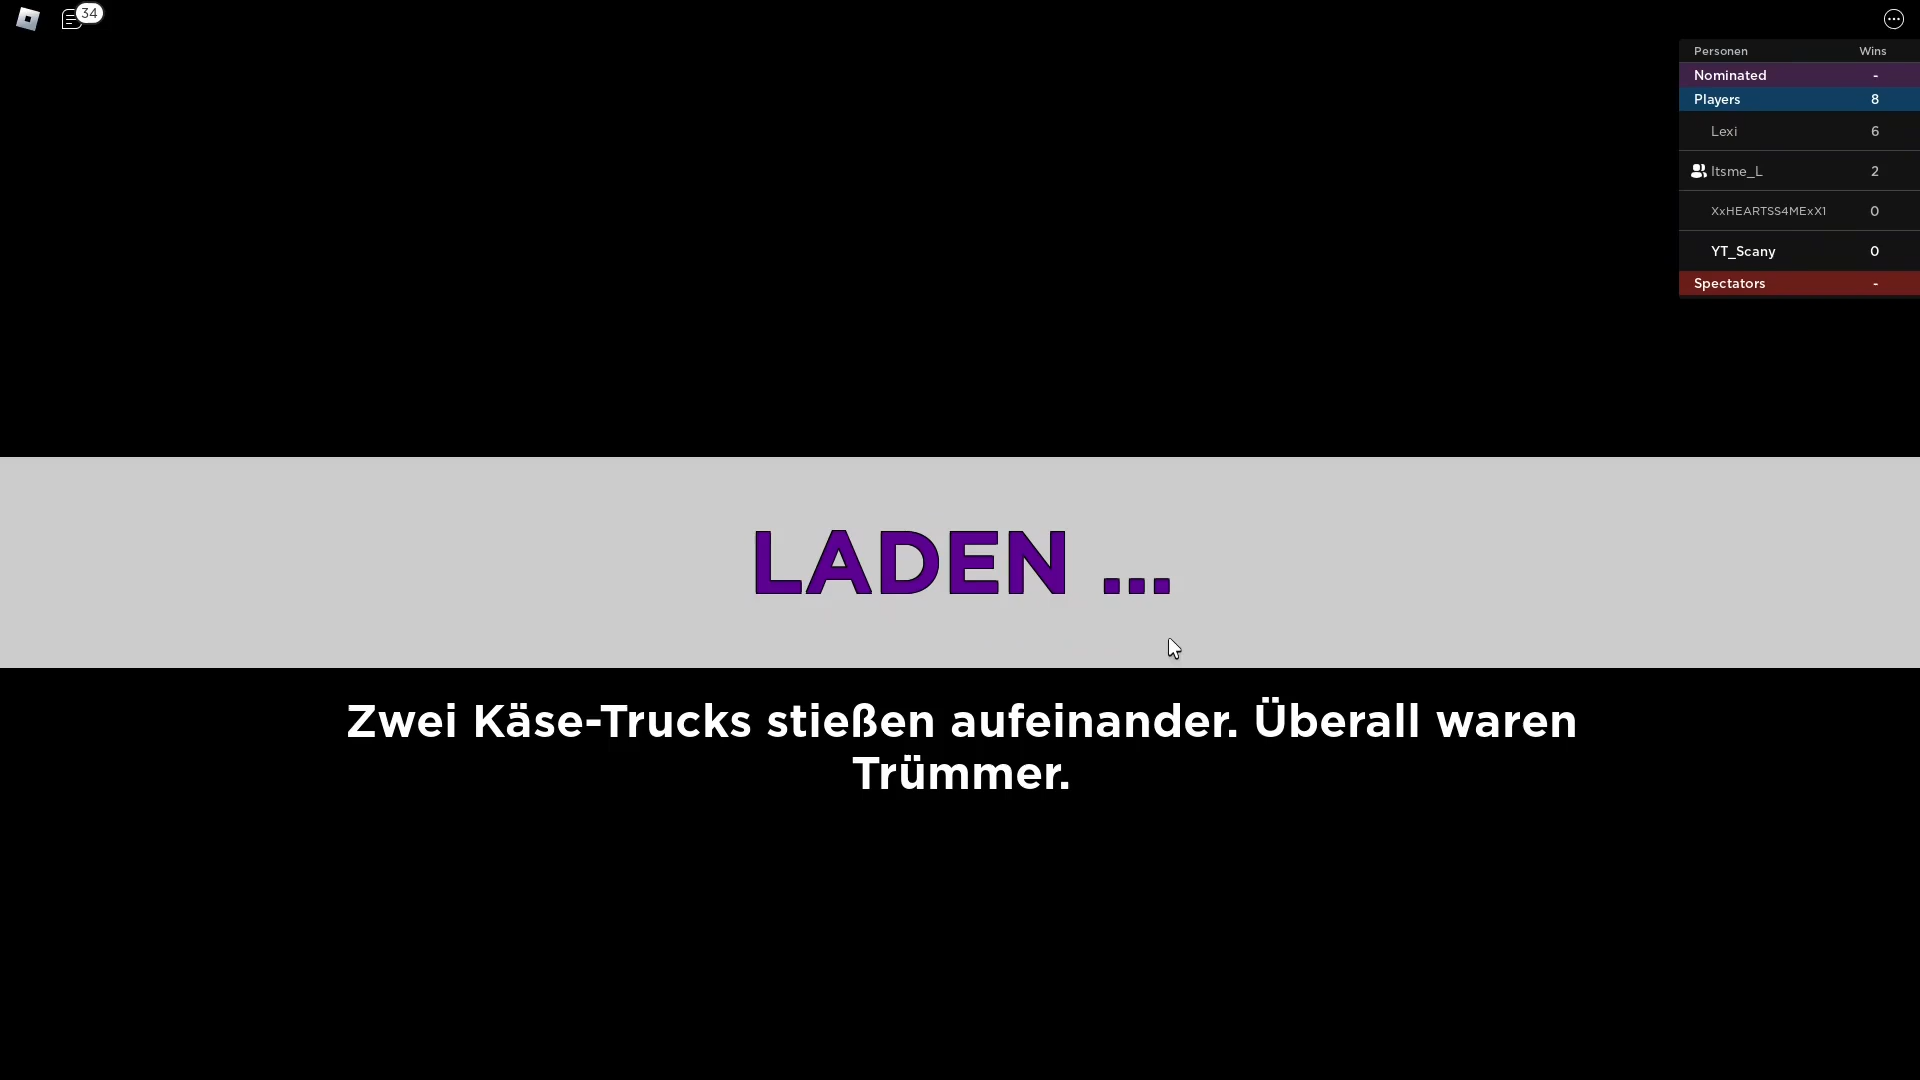 34
Personen Wins
Nominated -
Players 8
Lexi 6
Itsme_L 2
XxHEARTSS4MExX1 0
YT_Scany 0
Spectators -
LADEN ...
Zwei Käse-Trucks stießen aufeinander. Überall waren
Trümmer.